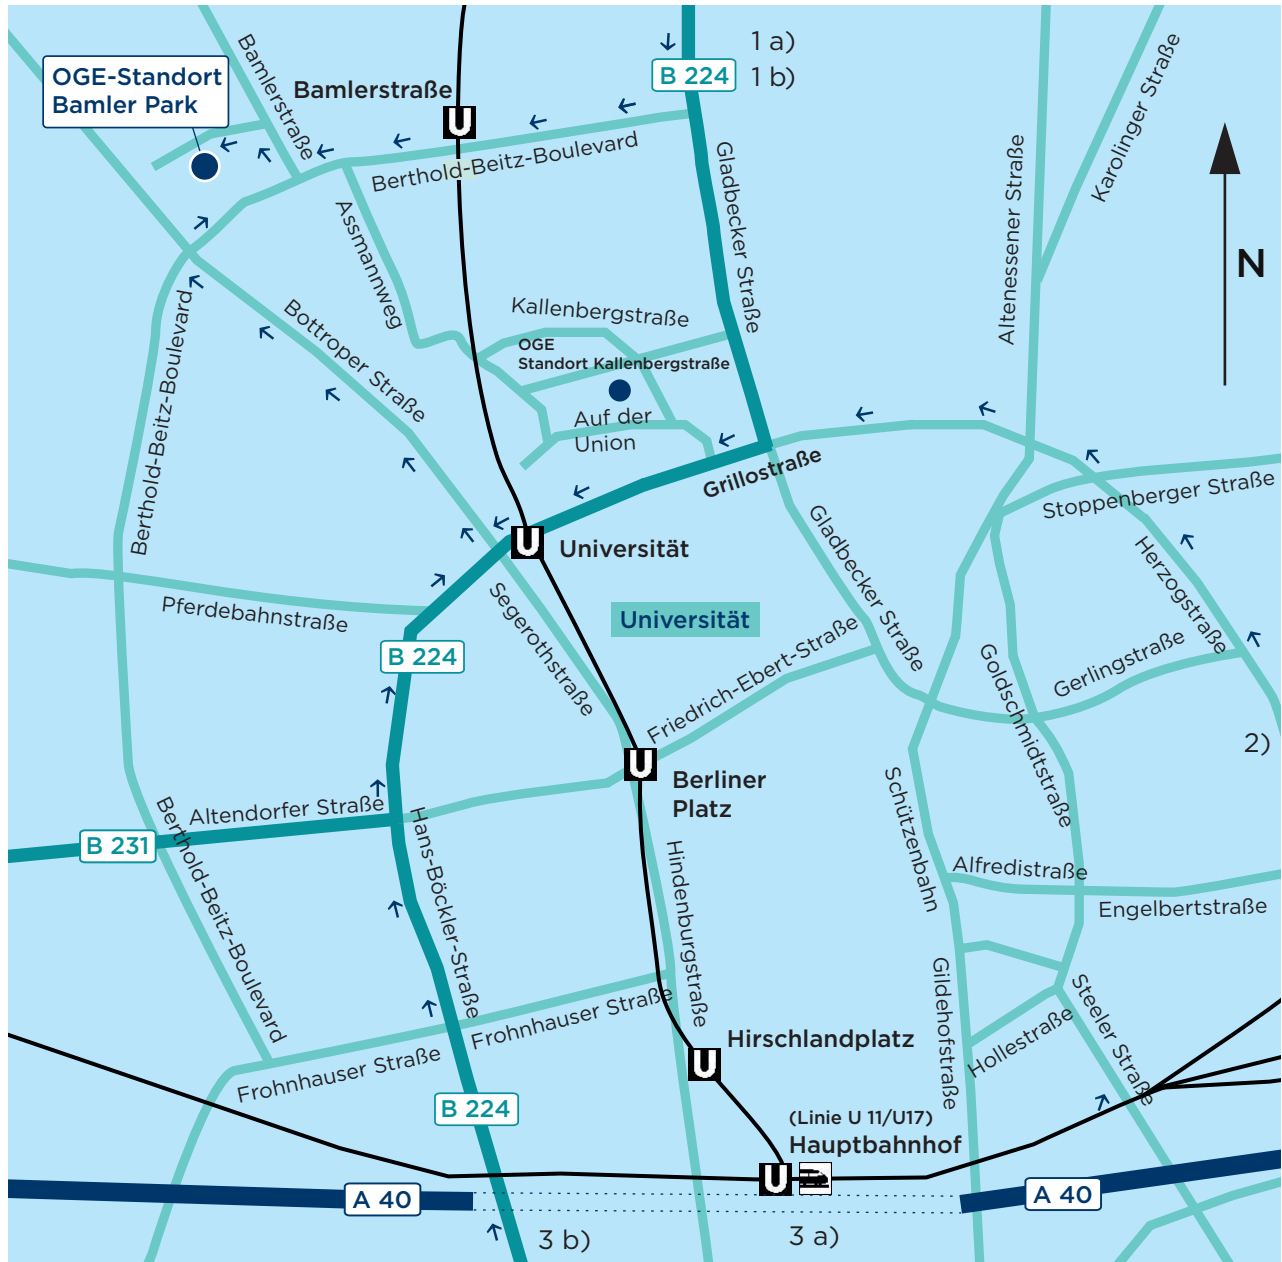 1 a)
B 224
1 b)
OGE-Standort
Bamler Park
Bamlerstraße
Bamlerstraße
Berthold-Beitz-Boulevard
Gladbecker Straße
Karolinger Straße
Altenessener Straße
N
Assmannweg
Kallenbergstraße
OGE
Standort Kallenbergstraße
Auf der
Union
Bottroper Straße
Berthold-Beitz-Boulevard
Grillostraße
Stoppenberger Straße
U
U
Universität
Gladbecker Straße
Herzogstraße
Pferdebahnstraße
Segerothstraße
Universität
B 224
Friedrich-Ebert-Straße
Goldschmidtstraße
Gerlingstraße
2)
U
Berliner
Platz
Schützenbahn
Altendorfer Straße
B 231
Berthold-Beitz-Boulevard
Hans-Böckler-Straße
Hindenburgstraße
Alfredistraße
Engelbertstraße
Frohnhauser Straße
Frohnhauser Straße
Gildehofstraße
Hollestraße
Steeler Straße
U
Hirschlandplatz
B 224
(Linie U 11/U17)
Hauptbahnhof
U
A 40
A 40
3 b)
3 a)